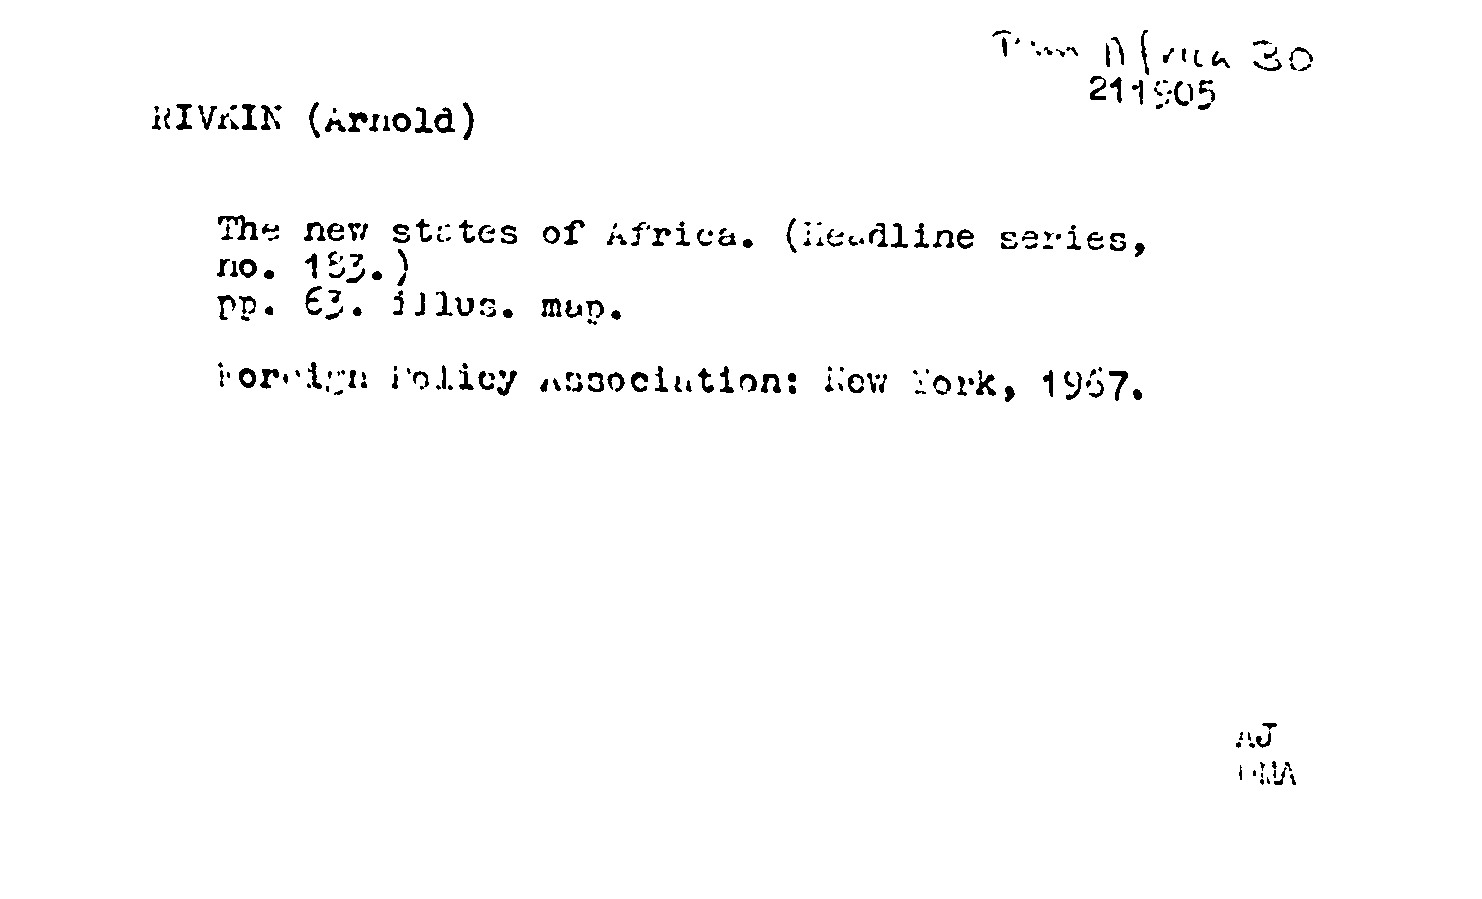 Pam Africa 30
211905
RIVKIN (Arnold)
The new states of Africa. (Headline series,
no. 183.)
pp. 63. illus. map.
Foreign Policy Association: New York, 1967.
AJ